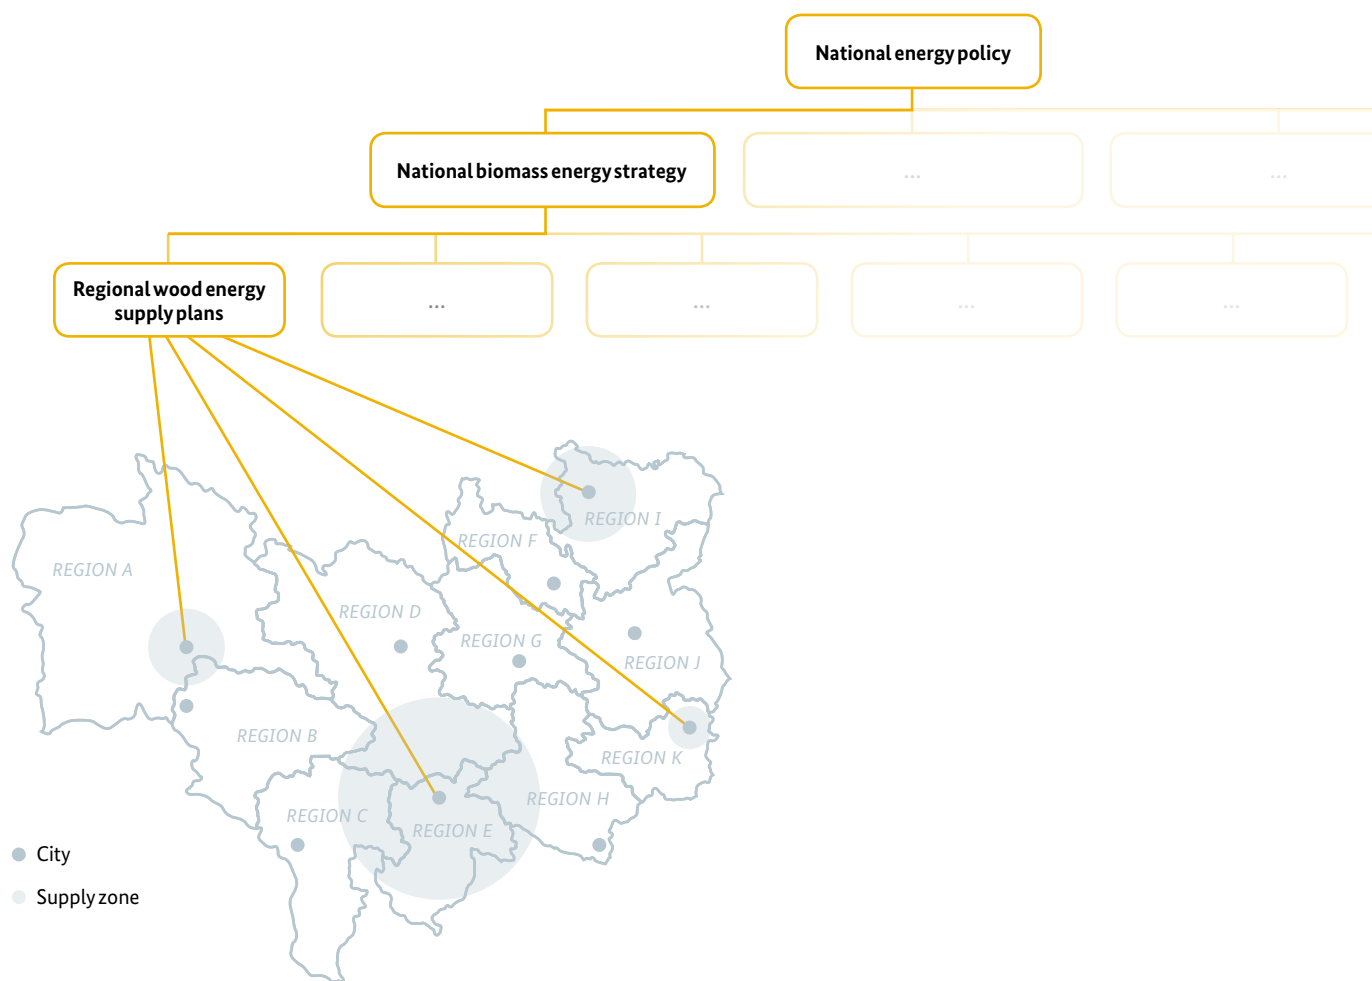 National energy policy
National biomass energy strategy
...
...
Regional wood energy
supply plans
...
...
...
...
REGION I
REGION F
REGION A
REGION D
REGION G
REGION J
REGION B
REGION K
REGION H
REGION C
REGION E
City
Supply zone